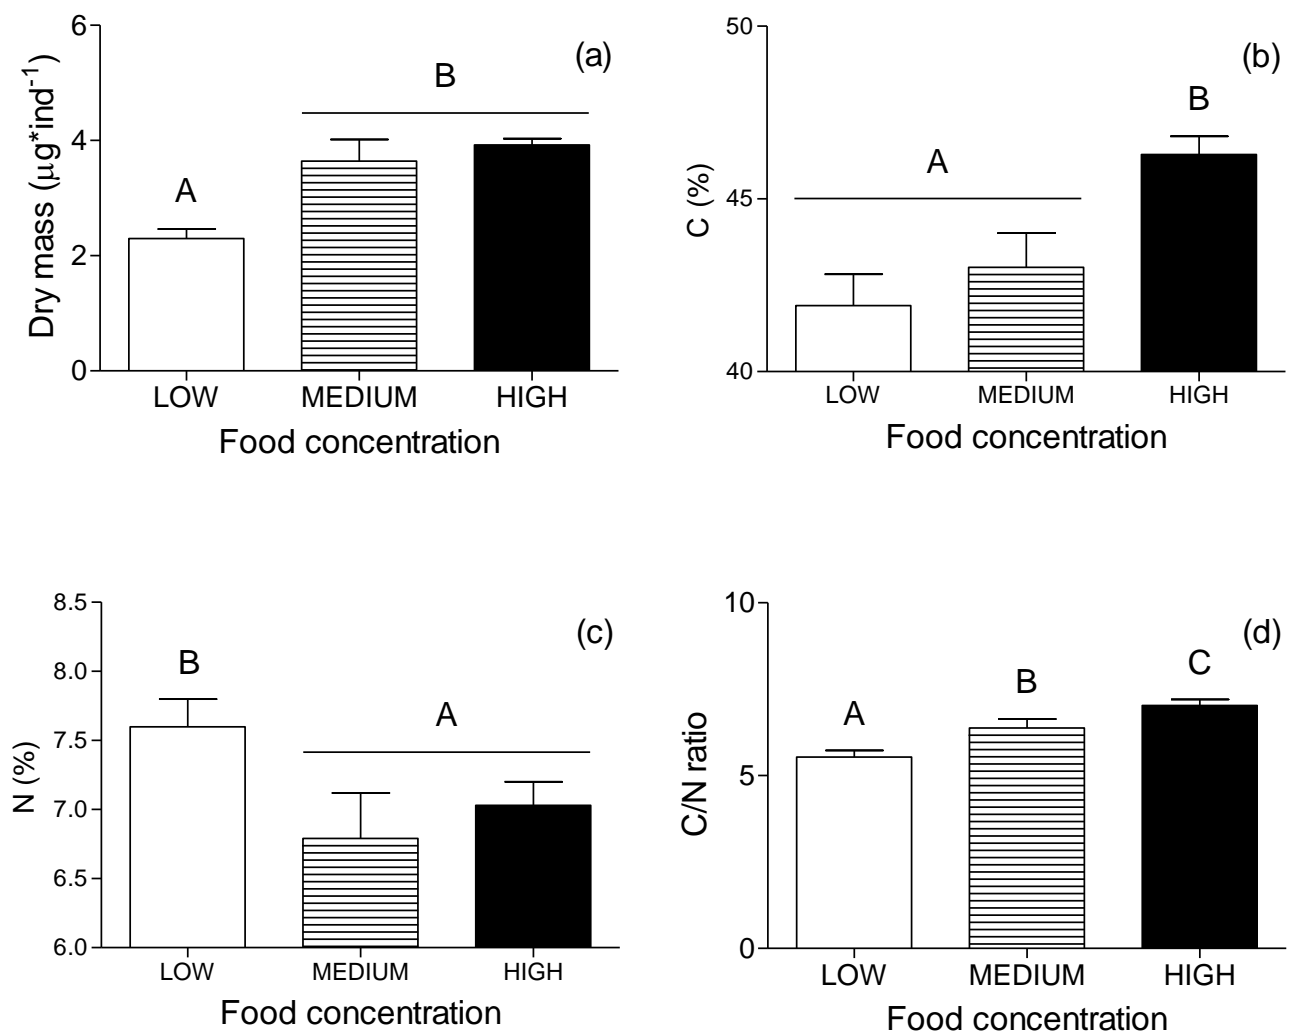 (a)
Dry mass (μg*ind-1)
6
4
2
0
A
B
LOW MEDIUM HIGH
Food concentration
(b)
C (%)
50
45
40
A
B
LOW MEDIUM HIGH
Food concentration
(c)
N (%)
8.5
8.0
7.5
7.0
6.5
6.0
B
A
LOW MEDIUM HIGH
Food concentration
(d)
C/N ratio
10
5
0
A
B
C
LOW MEDIUM HIGH
Food concentration